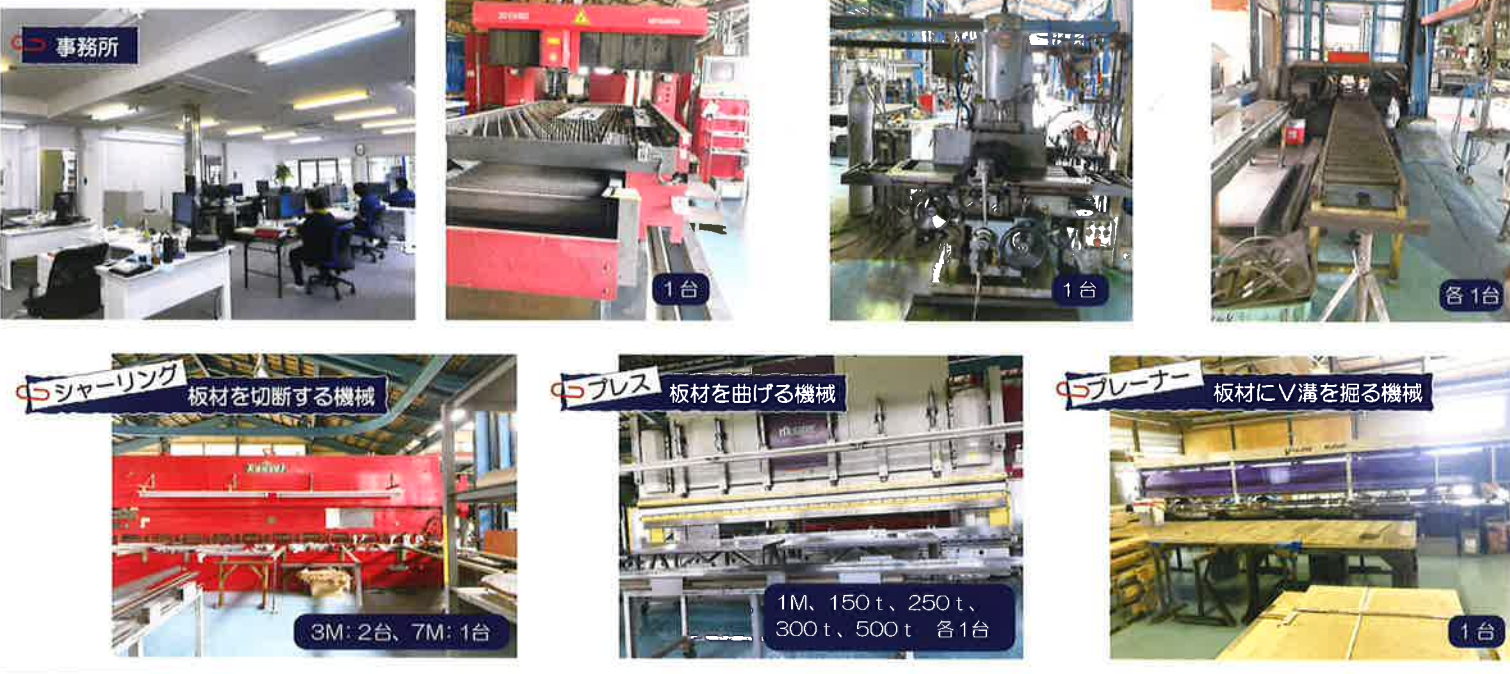 事務所
1台
1台
各1台
シャーリング
板材を切断する機械
3M:2台、7M:1台
プレス
板材を曲げる機械
1M、150t、250t、
300t、500t 各1台
プレーナー
板材にV溝を掘る機械
1台